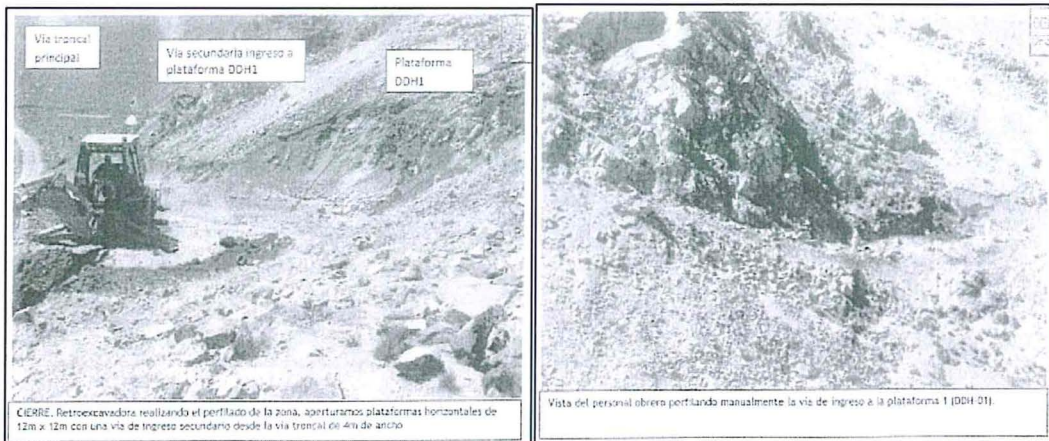 Vía troncal
principal
Vía secundaria ingreso a
plataforma DDH1
Plataforma
DDH1
CIERRE. Retroexcavadora realizando el perfilado de la zona, aperturamos plataformas horizontales de
12m x 12m con una vía de ingreso secundario desde la vía troncal de 4m de ancho
Vista del personal obrero perfilando manualmente la vía de ingreso a la plataforma 1 (DDH-01).